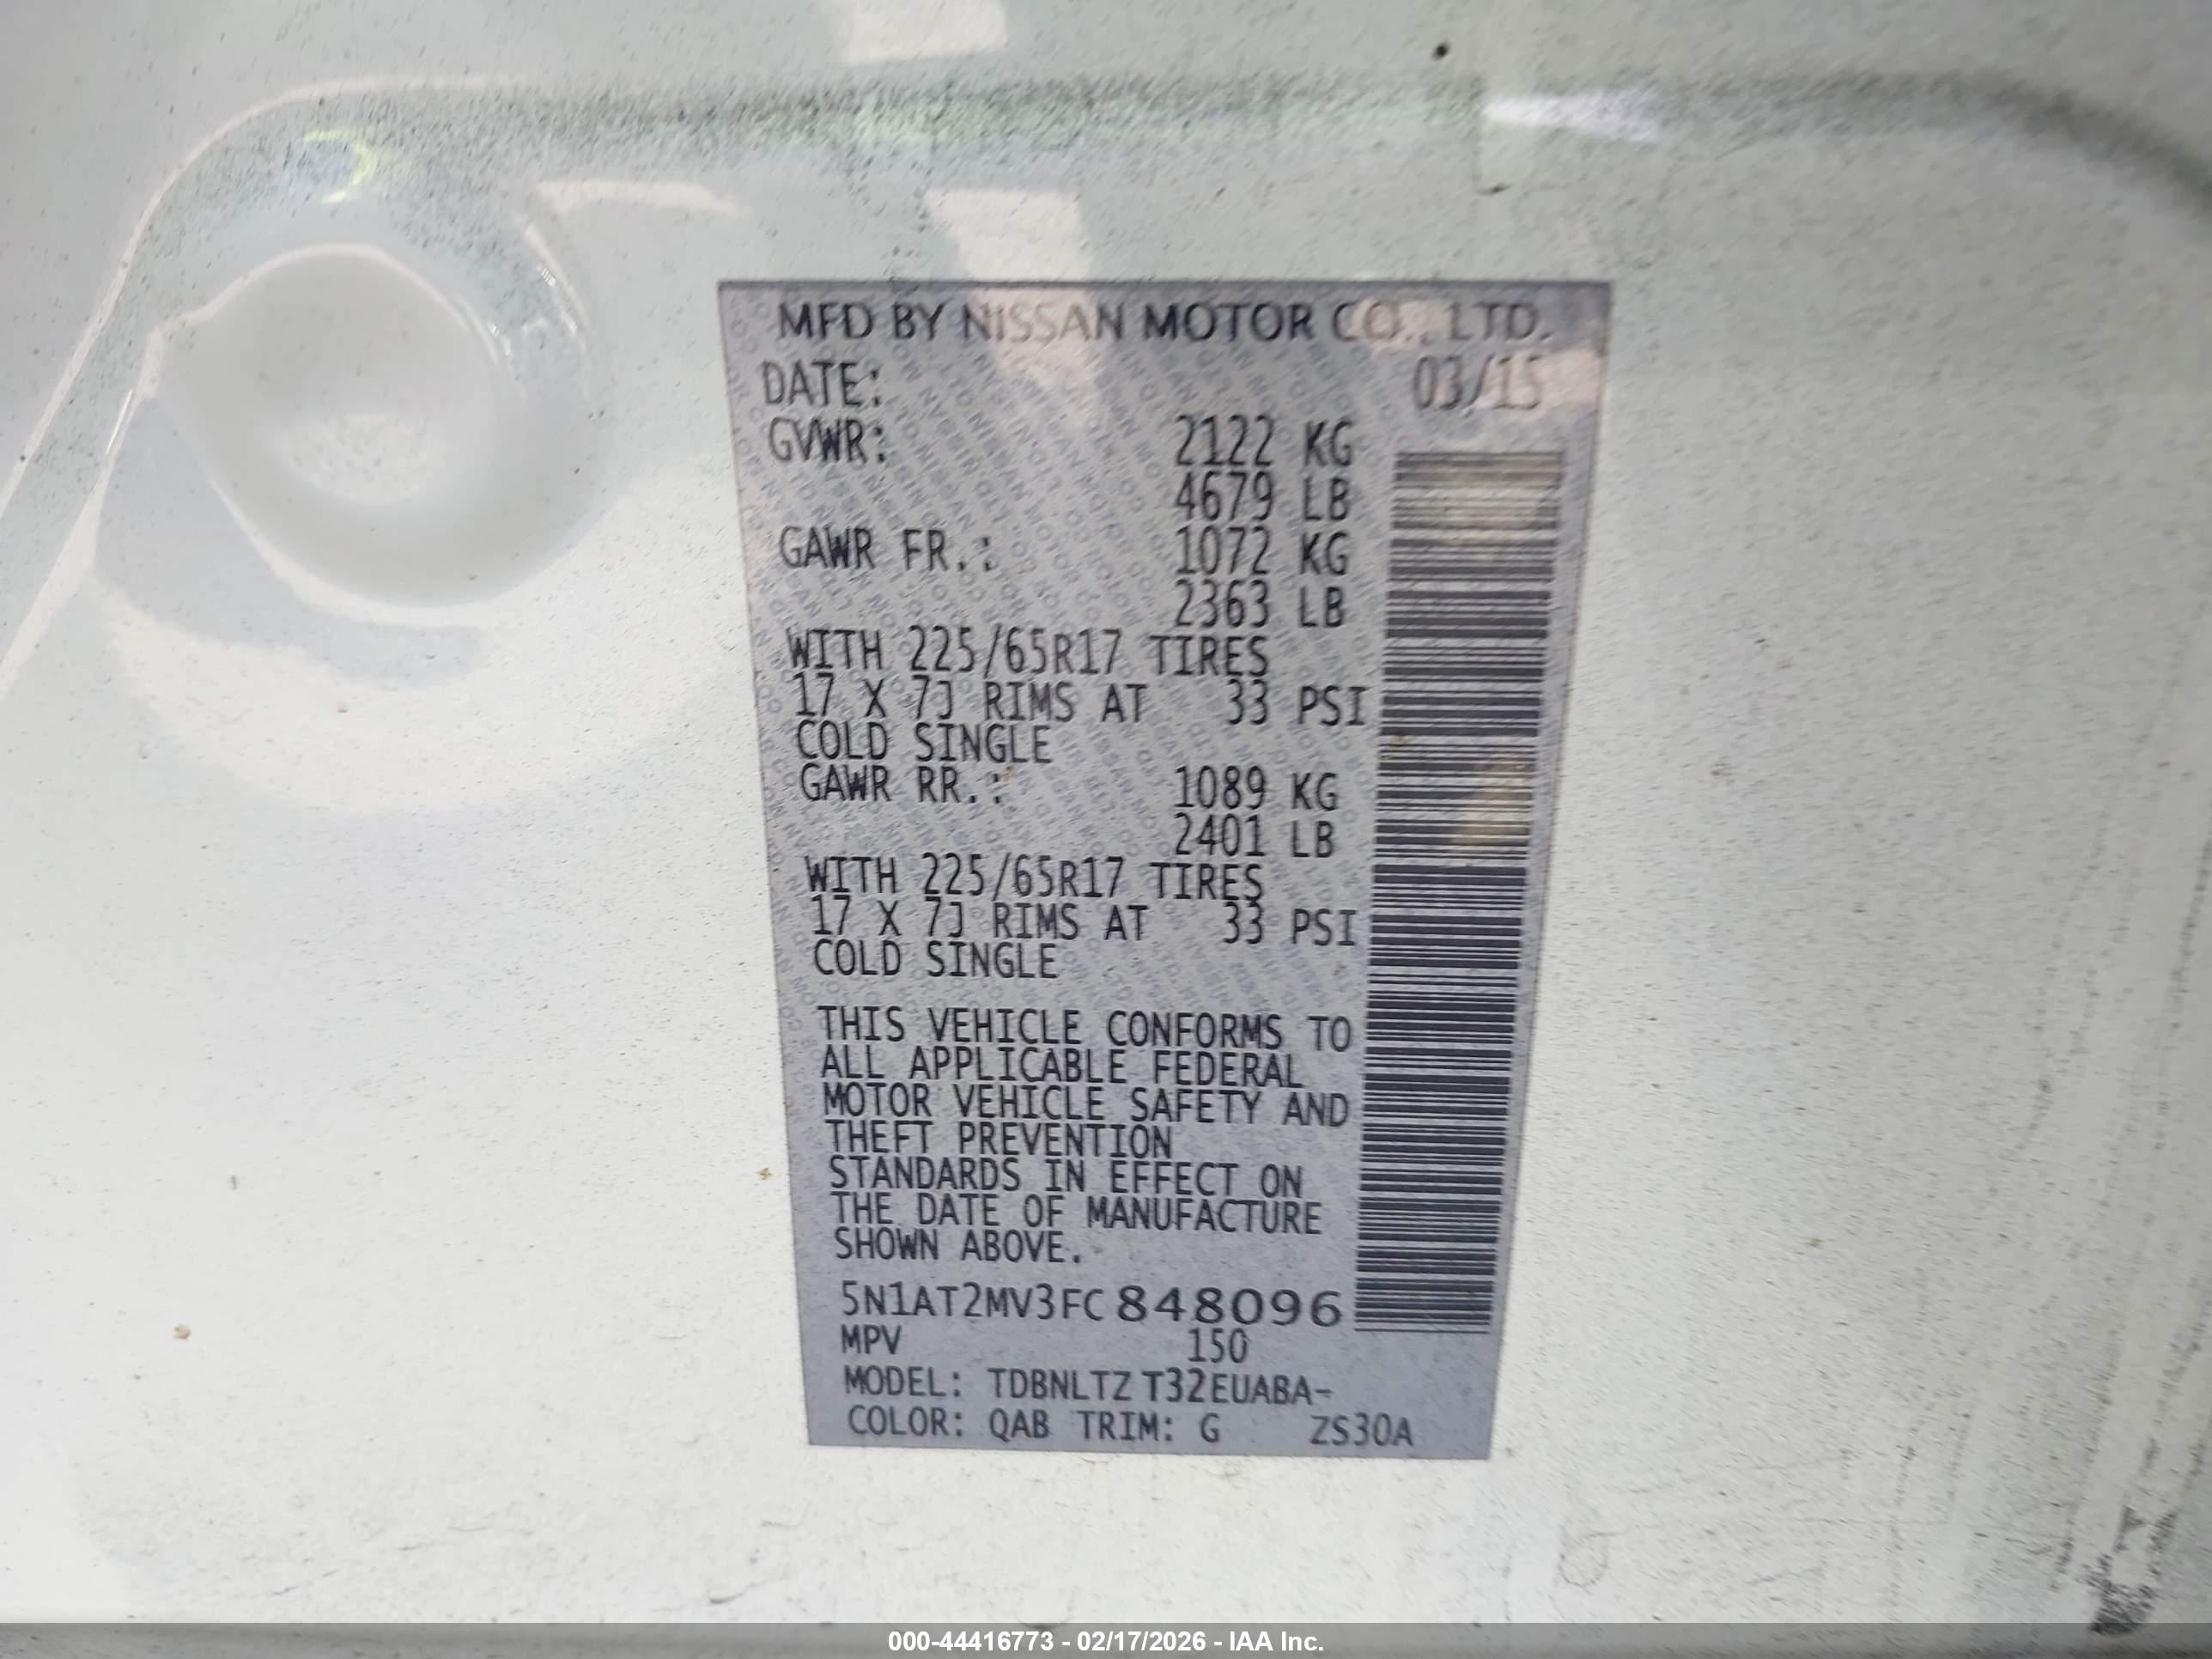 MFD BY NISSAN MOTOR CO., LTD.
DATE: 03/15
GVWR: 2122 KG
4679 LB
GAWR FR.: 1072 KG
2363 LB
WITH 225/65R17 TIRES
17 X 7J RIMS AT 33 PSI
COLD SINGLE
GAWR RR.: 1089 KG
2401 LB
WITH 225/65R17 TIRES
17 X 7J RIMS AT 33 PSI
COLD SINGLE
THIS VEHICLE CONFORMS TO
ALL APPLICABLE FEDERAL
MOTOR VEHICLE SAFETY AND
THEFT PREVENTION
STANDARDS IN EFFECT ON
THE DATE OF MANUFACTURE
SHOWN ABOVE.
5N1AT2MV3FC848096
MPV 150
MODEL: TDBNLTZ T32EUABA-
COLOR: QAB TRIM: G ZS30A
000-44416773 - 02/17/2026 - IAA Inc.